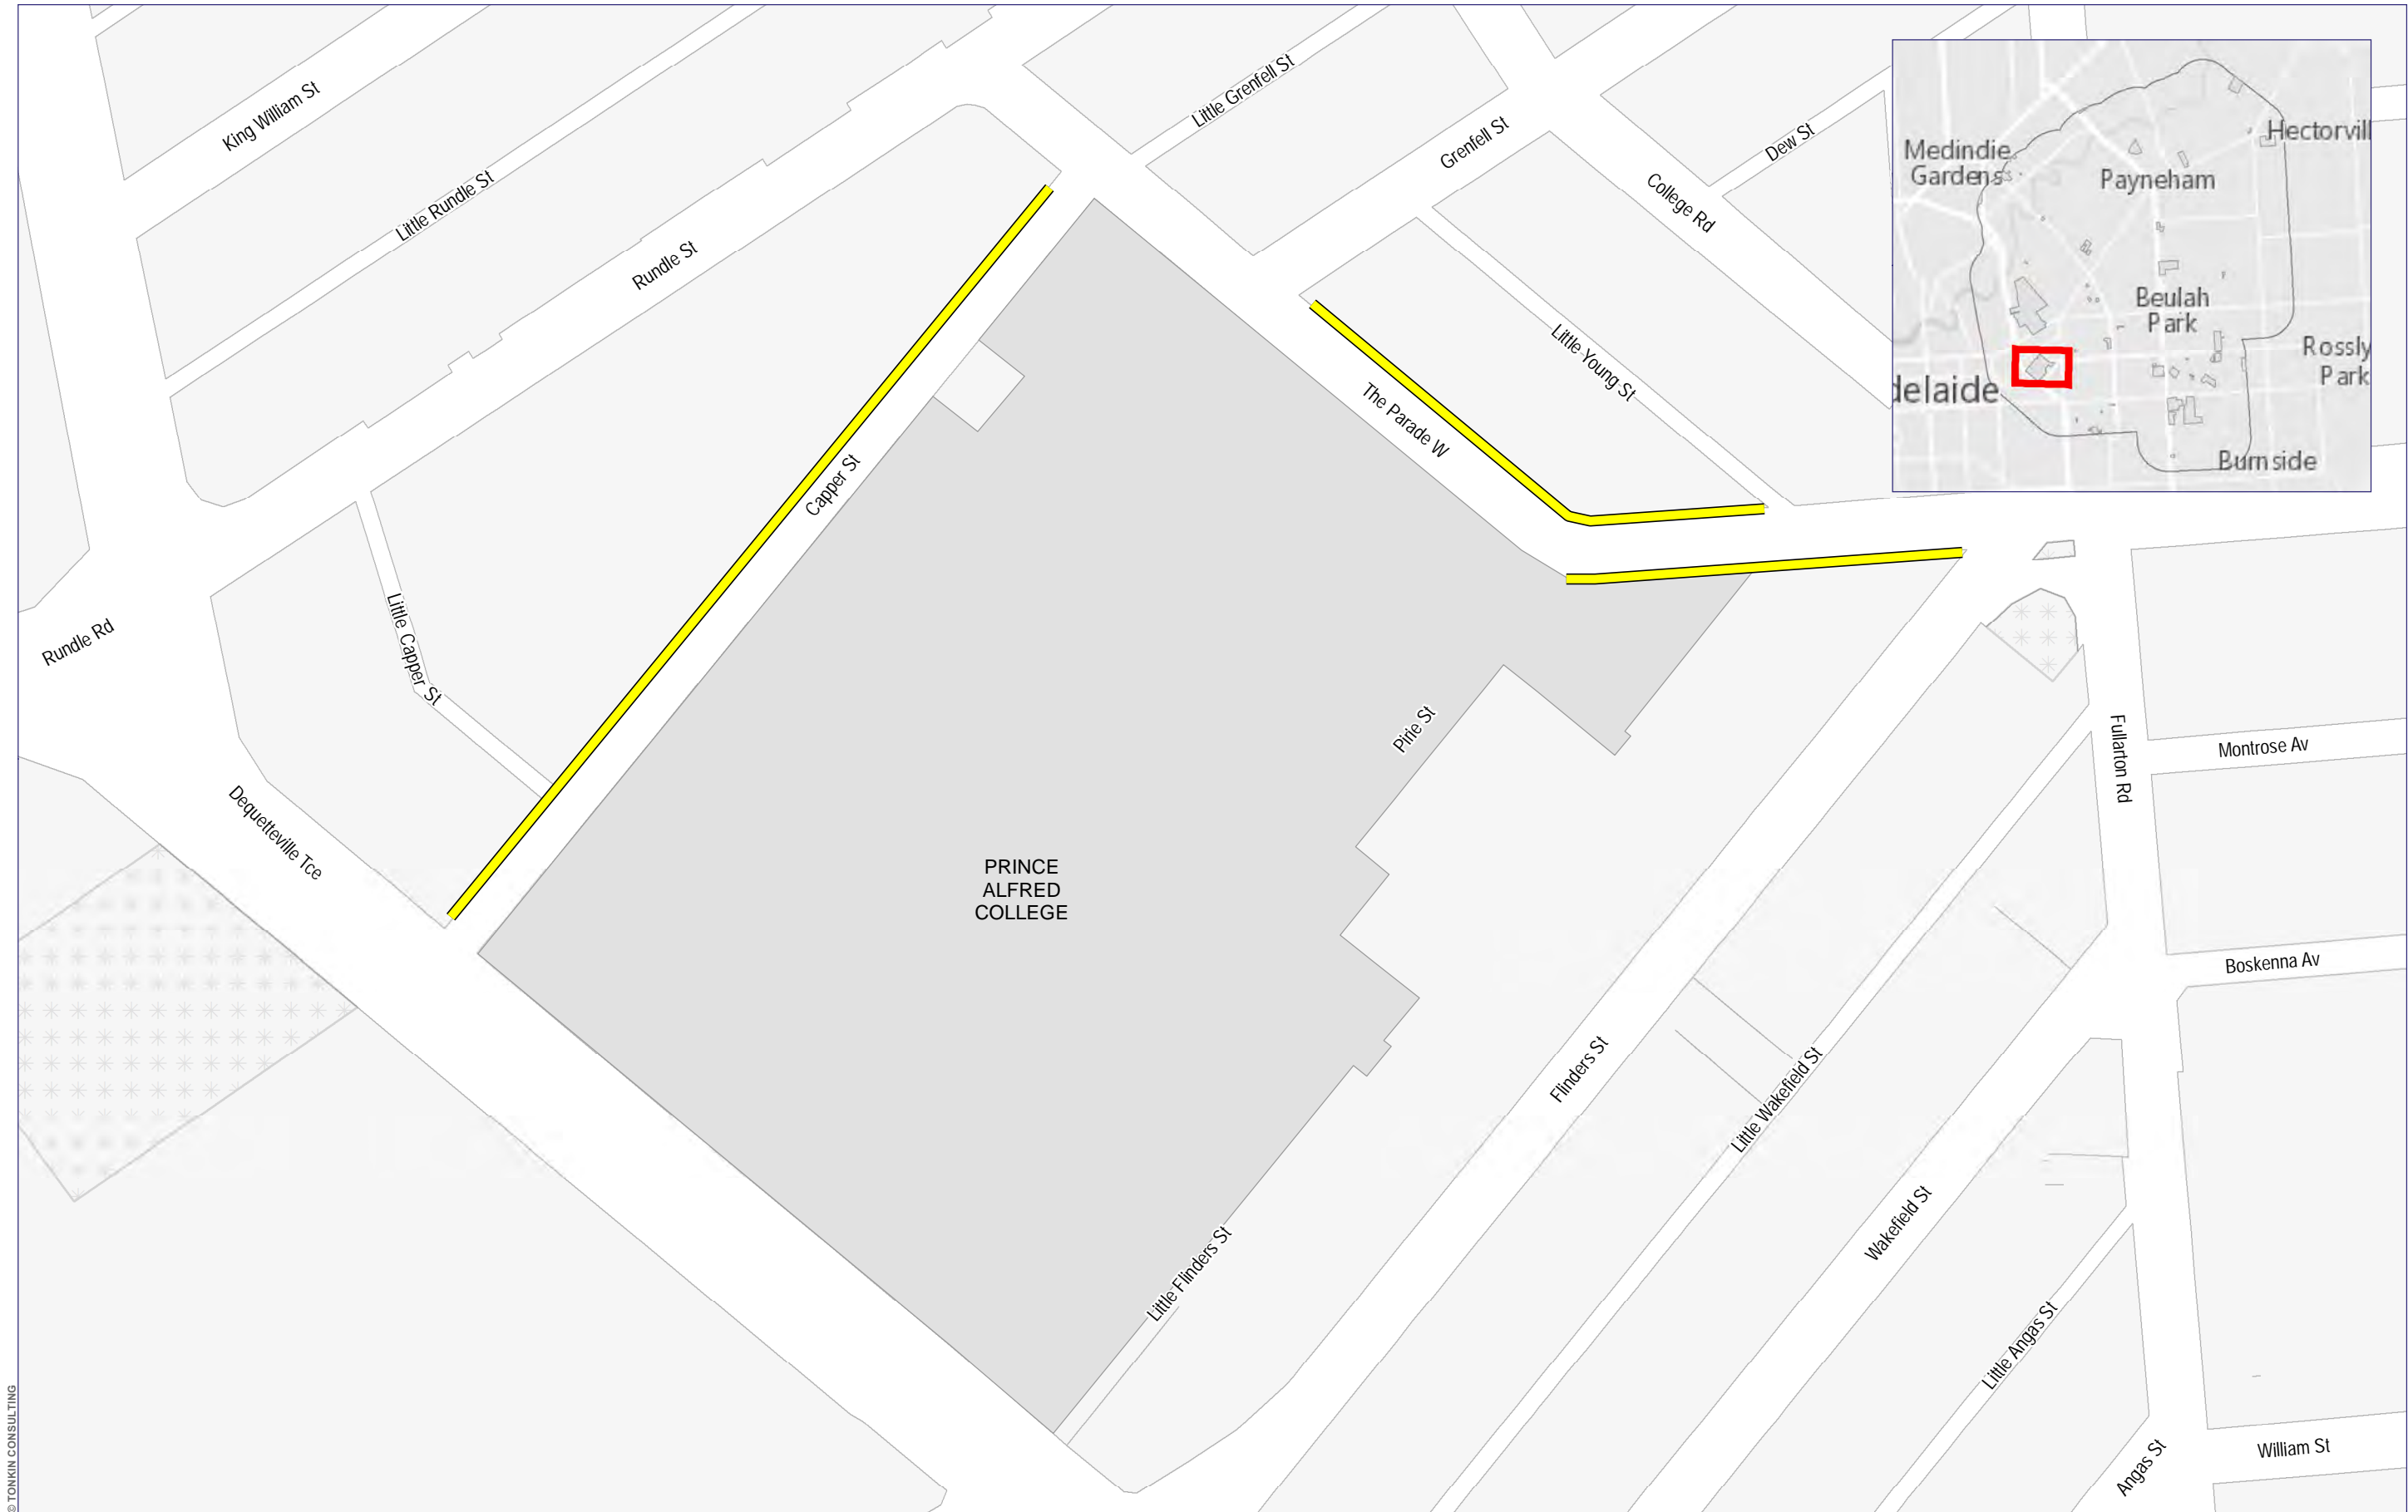 King William St
Little Rundle St
Rundle St
Little Grenfell St
Grenfell St
Dew St
College Rd
Little Young St
The Parade W
Capper St
Little Capper St
Rundle Rd
Dequetteville Tce
PRINCE
ALFRED
COLLEGE
Pirie St
Little Flinders St
Flinders St
Little Wakefield St
Wakefield St
Little Angas St
Angas St
Fullarton Rd
Montrose Av
Boskenna Av
William St
Medindie
Gardens
Hectorvill
Payneham
Beulah
Park
Rossly
Park
delaide
Burnside
© TONKIN CONSULTING